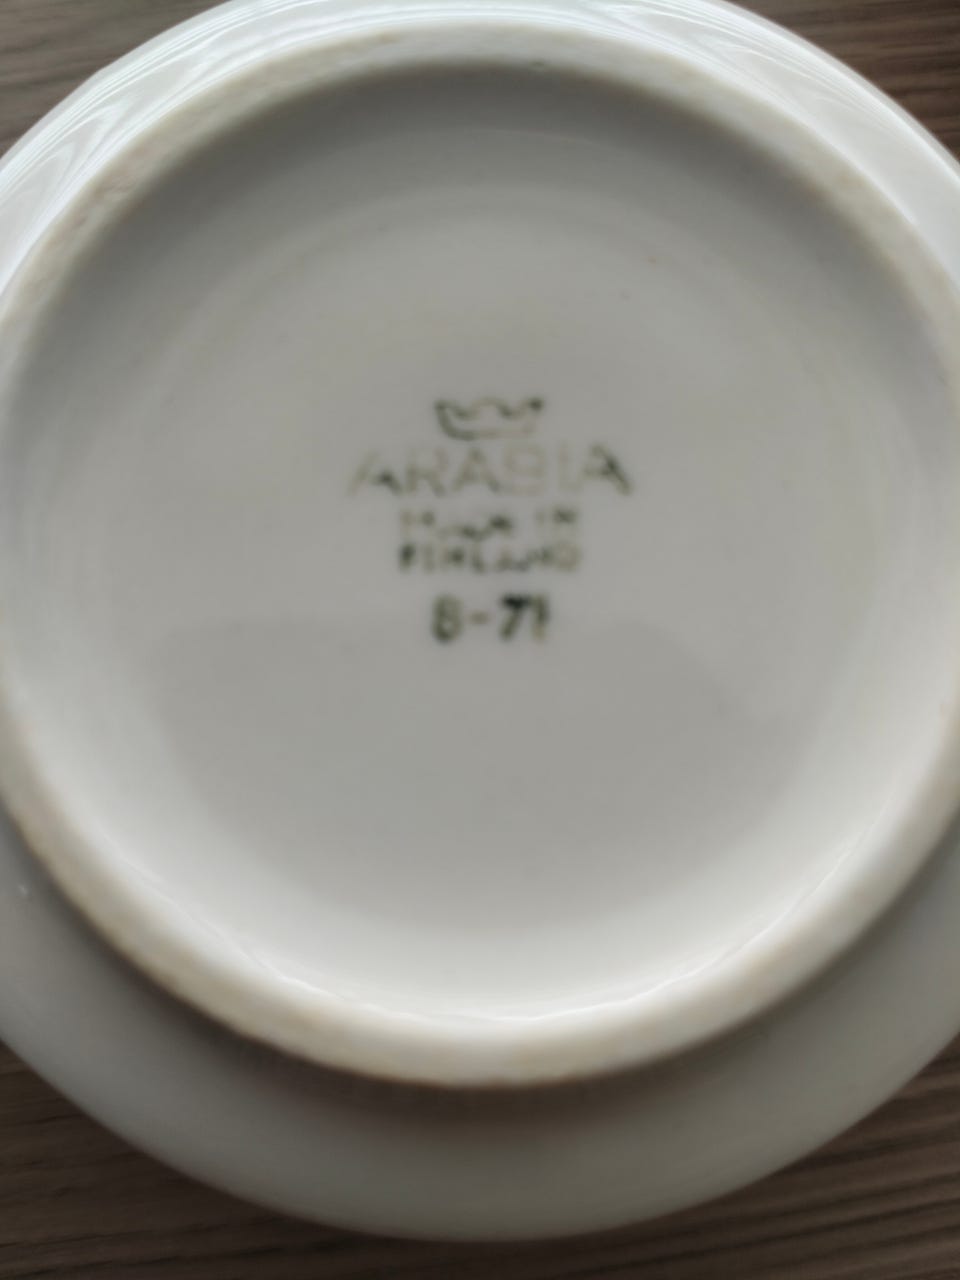 ARABIA
MADE IN
FINLAND
8-71